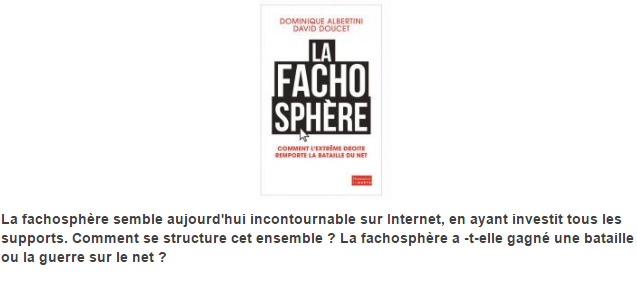 DOMINIQUE ALBERTINI
DAVID DOUCET
LA
FACHO
SPHÈRE
COMMENT L'EXTRÊME DROITE
REMPORTE LA BATAILLE DU NET
La fachosphère semble aujourd'hui incontournable sur Internet, en ayant investit tous les
supports. Comment se structure cet ensemble ? La fachosphère a -t-elle gagné une bataille
ou la guerre sur le net ?